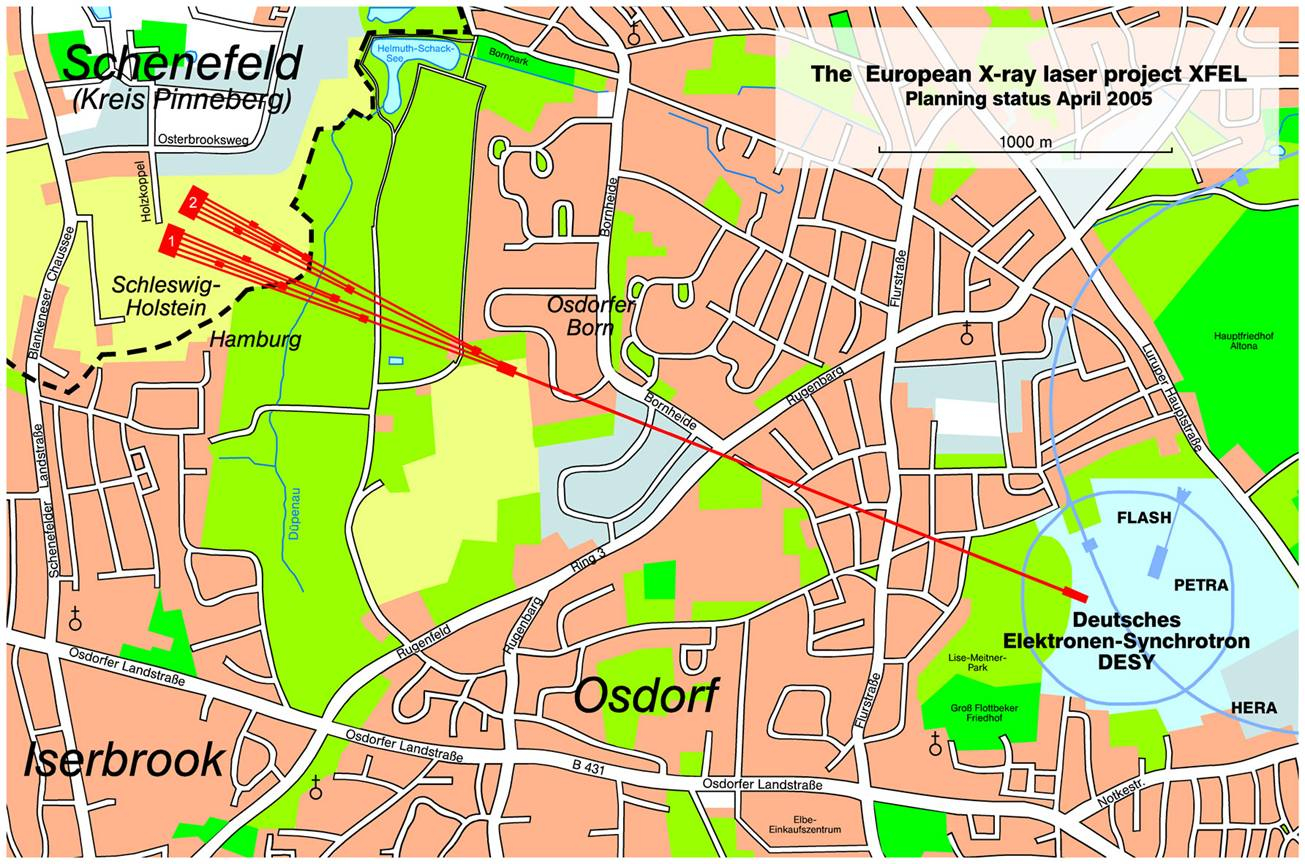 Schenefeld
(Kreis Pinneberg)
Helmuth-Schack-
See
Bornpark
The European X-ray laser project XFEL
Planning status April 2005
1000 m
Osterbrooksweg
Holzkoppel
2
1
Blankeneser Chaussee
Schleswig-
Holstein
Hamburg
Bornheide
Osdorfer
Born
Flurstraße
Hauptfriedhof
Altona
Luruper Hauptstraße
Rugenbarg
Bornheide
Schenefelder Landstraße
Düpenau
Ring 3
FLASH
PETRA
Deutsches
Elektronen-Synchrotron
DESY
HERA
Lise-Meitner-
Park
Groß Flottbeker
Friedhof
Rugenfeld
Rugenbarg
Osdorf
Flurstraße
Osdorfer Landstraße
Iserbrook
Osdorfer Landstraße
B 431
Osdorfer Landstraße
Notkestr.
Elbe-
Einkaufszentrum